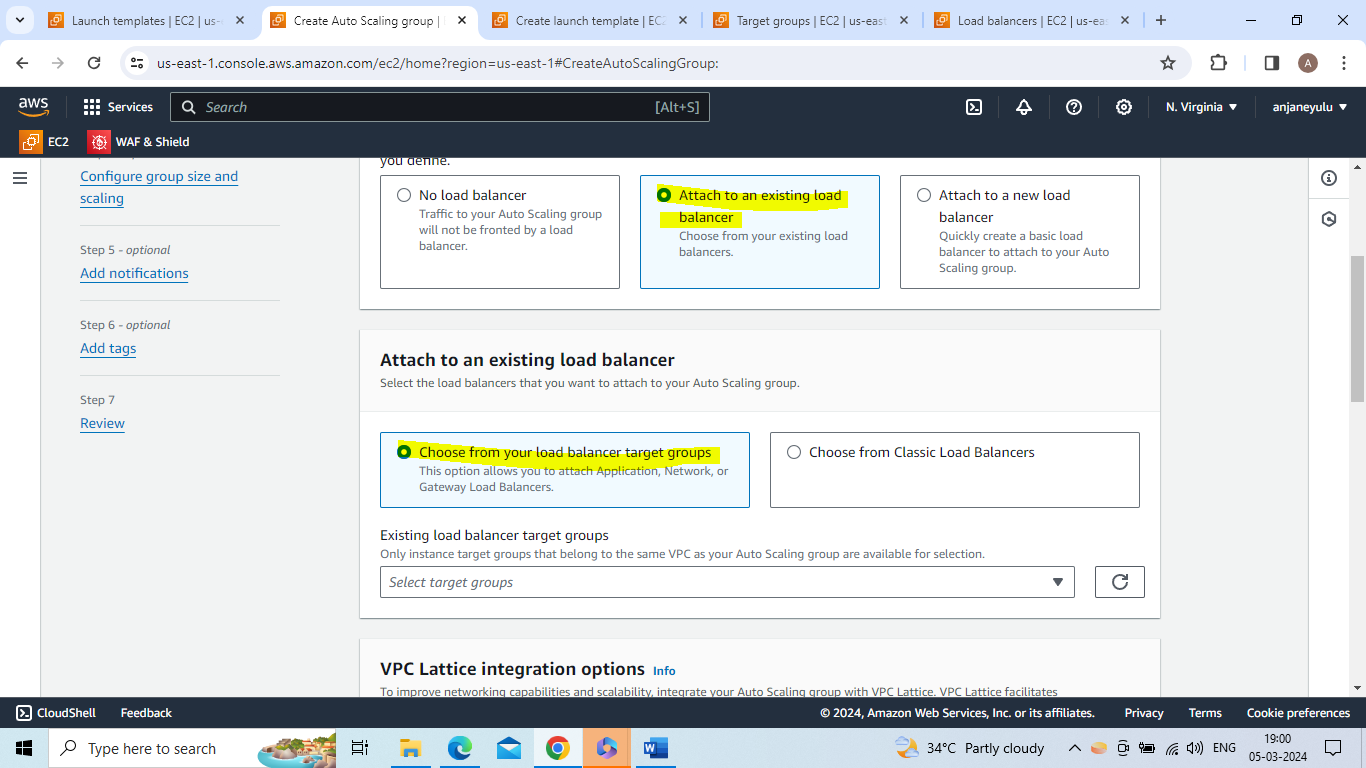 Launch templates | EC2 | us-
Create Auto Scaling group |
Create launch template | EC2
Target groups | EC2 | us-east
Load balancers | EC2 | us-eas
us-east-1.console.aws.amazon.com/ec2/home?region=us-east-1#CreateAutoScalingGroup:
A
aws
Services
Search
[Alt+S]
N. Virginia
anjaneyulu
EC2
WAF & Shield
Configure group size and
scaling
Step 5 - optional
Add notifications
Step 6 - optional
Add tags
Step 7
Review
you define.
No load balancer
Traffic to your Auto Scaling group
will not be fronted by a load
balancer.
Attach to an existing load
balancer
Choose from your existing load
balancers.
Attach to a new load
balancer
Quickly create a basic load
balancer to attach to your Auto
Scaling group.
Attach to an existing load balancer
Select the load balancers that you want to attach to your Auto Scaling group.
Choose from your load balancer target groups
This option allows you to attach Application, Network, or
Gateway Load Balancers.
Choose from Classic Load Balancers
Existing load balancer target groups
Only instance target groups that belong to the same VPC as your Auto Scaling group are available for selection.
Select target groups
VPC Lattice integration options Info
To improve networking capabilities and scalability, integrate your Auto Scaling group with VPC Lattice. VPC Lattice facilitates
CloudShell
Feedback
© 2024, Amazon Web Services, Inc. or its affiliates.
Privacy
Terms
Cookie preferences
Type here to search
34°C Partly cloudy
ENG
19:00
05-03-2024